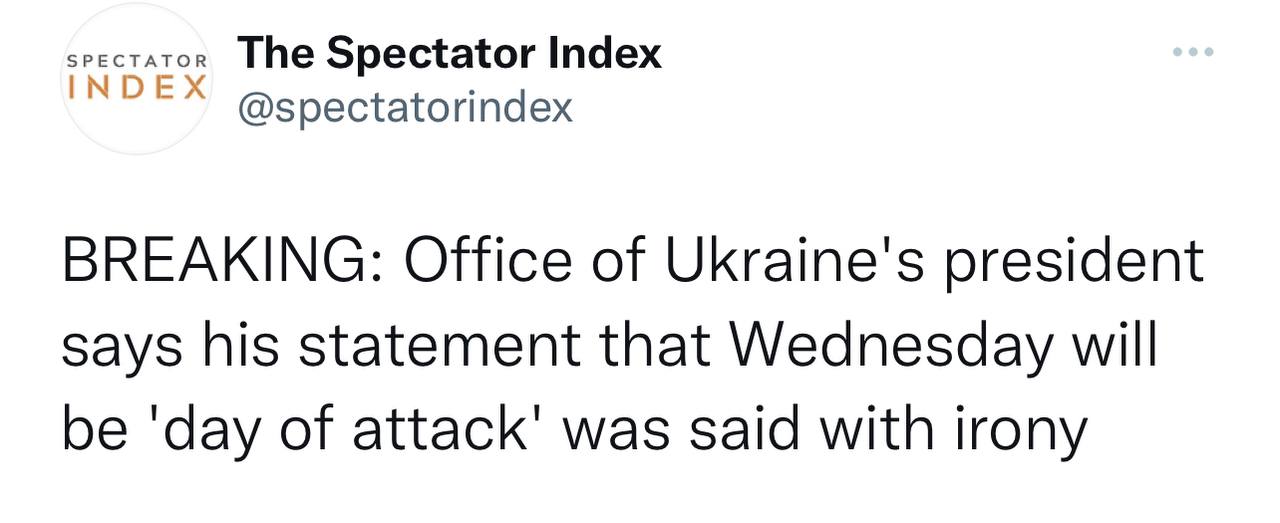 SPECTATOR
INDEX
The Spectator Index
@spectatorindex
BREAKING: Office of Ukraine's president
says his statement that Wednesday will
be 'day of attack' was said with irony